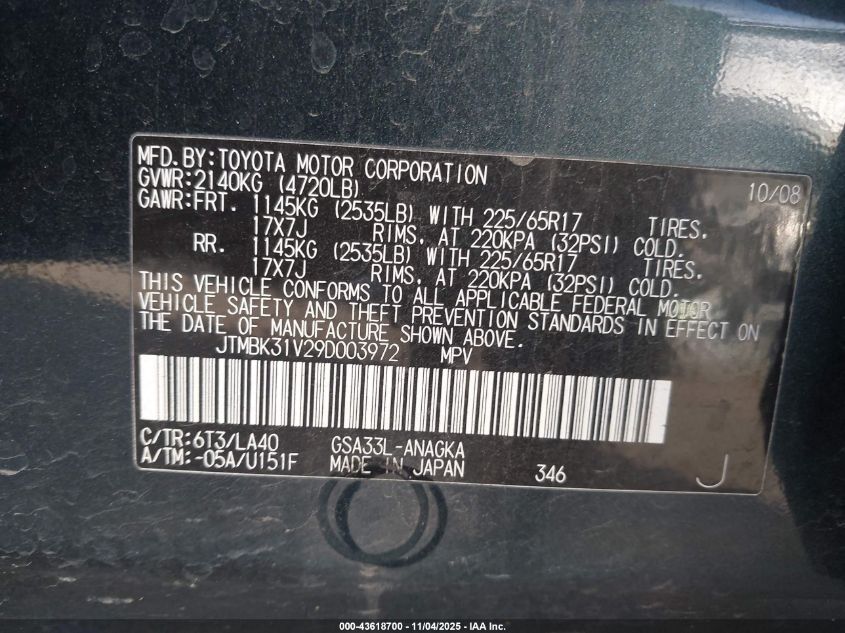 MFD. BY: TOYOTA MOTOR CORPORATION 10/08
GVWR: 2140KG (4720LB)
GAWR: FRT. 1145KG (2535LB) WITH 225/65R17 TIRES,
17X7J RIMS, AT 220KPA (32PSI) COLD.
RR. 1145KG (2535LB) WITH 225/65R17 TIRES,
17X7J RIMS, AT 220KPA (32PSI) COLD.
THIS VEHICLE CONFORMS TO ALL APPLICABLE FEDERAL MOTOR
VEHICLE SAFETY AND THEFT PREVENTION STANDARDS IN EFFECT ON
THE DATE OF MANUFACTURE SHOWN ABOVE.
JTMBK31V29D003972 MPV
C/TR: 6T3/LA40 GSA33L-ANAGKA
A/TM: -05A/U151F MADE IN JAPAN 346 J
000-43618700 - 11/04/2025 - IAA Inc.